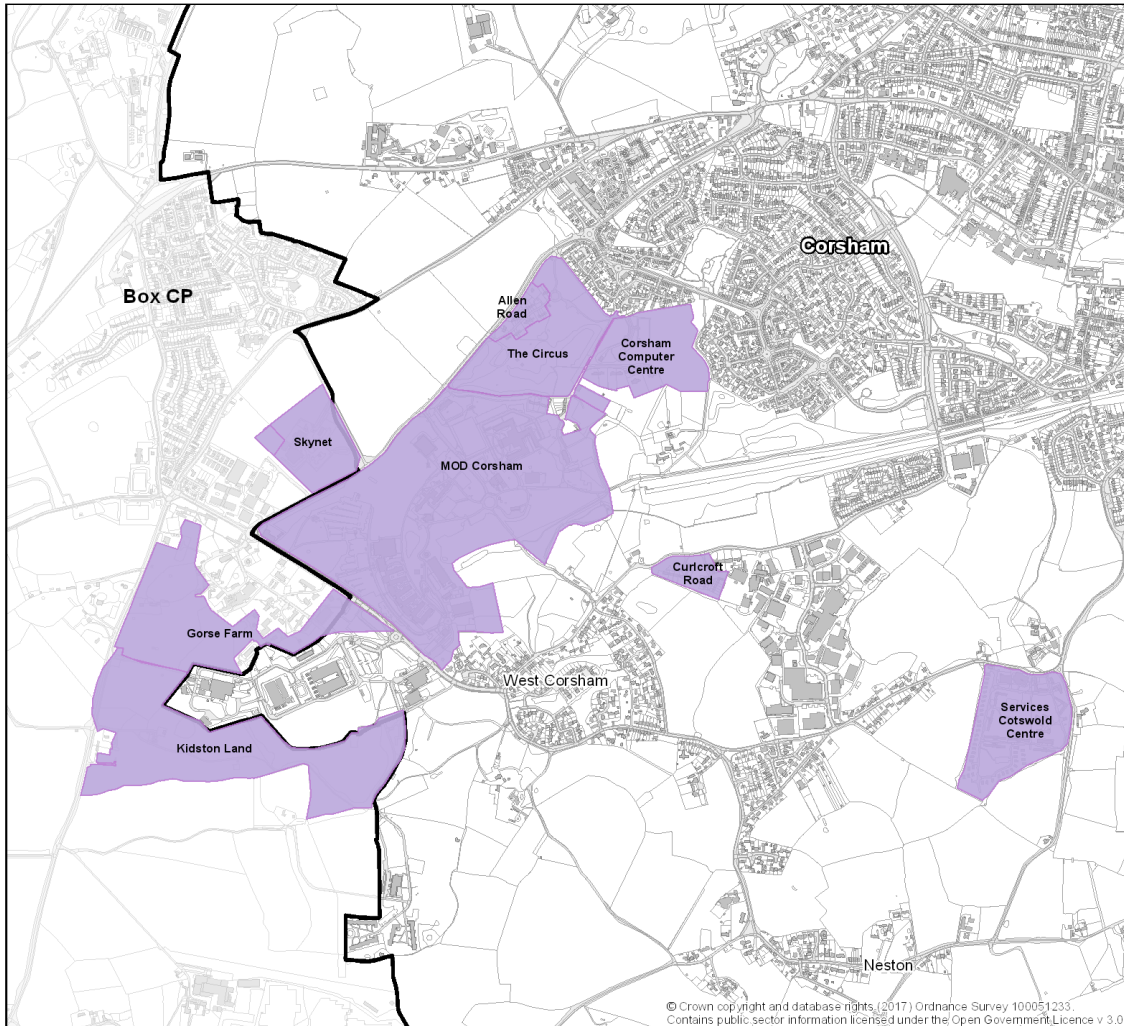 Corsham
Box CP
Allen
Road
The Circus
Corsham
Computer
Centre
Skynet
MOD Corsham
Curlcroft
Road
Gorse Farm
West Corsham
Services
Cotswold
Centre
Kidston Land
Neston
© Crown copyright and database rights (2017) Ordnance Survey 100051233.
Contains public sector information licensed under the Open Government Licence v 3.0